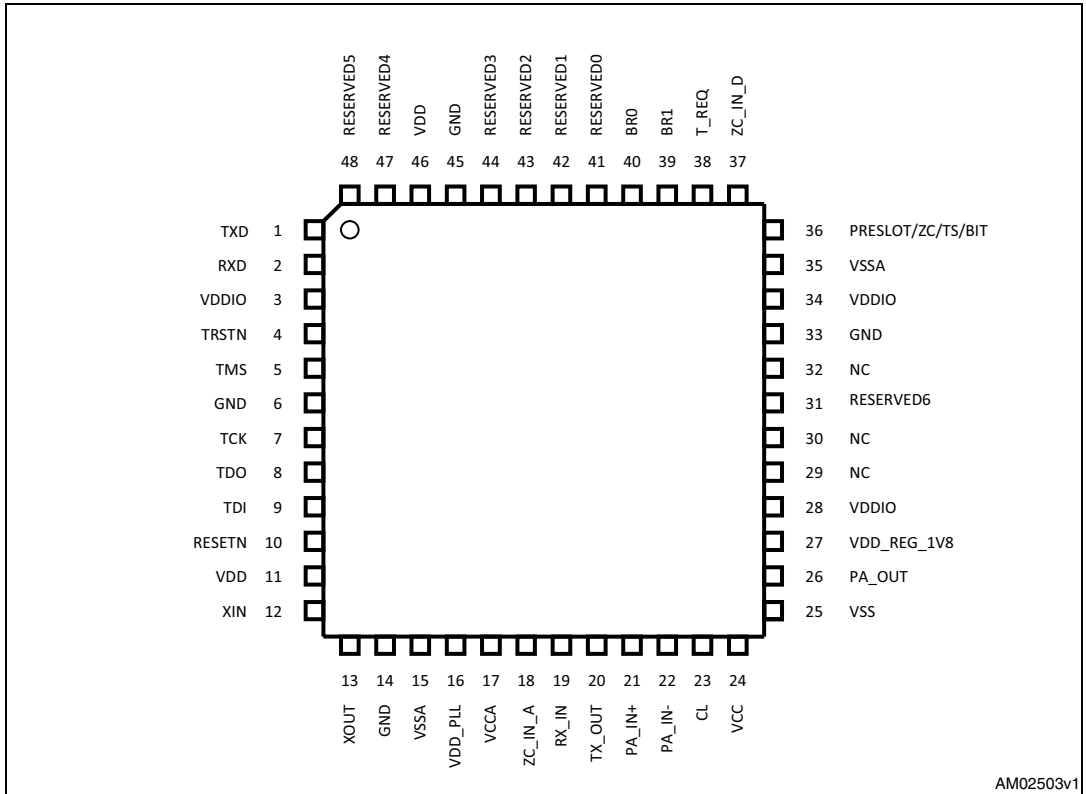 RESERVED5
RESERVED4
VDD
GND
RESERVED3
RESERVED2
RESERVED1
RESERVED0
BR0
BR1
T_REQ
ZC_IN_D
48 47 46 45 44 43 42 41 40 39 38 37
TXD 1
RXD 2
VDDIO 3
TRSTN 4
TMS 5
GND 6
TCK 7
TDO 8
TDI 9
RESETN 10
VDD 11
XIN 12
36 PRESLOT/ZC/TS/BIT
35 VSSA
34 VDDIO
33 GND
32 NC
31 RESERVED6
30 NC
29 NC
28 VDDIO
27 VDD_REG_1V8
26 PA_OUT
25 VSS
13 14 15 16 17 18 19 20 21 22 23 24
XOUT
GND
VSSA
VDD_PLL
VCCA
ZC_IN_A
RX_IN
TX_OUT
PA_IN+
PA_IN-
CL
VCC
AM02503v1